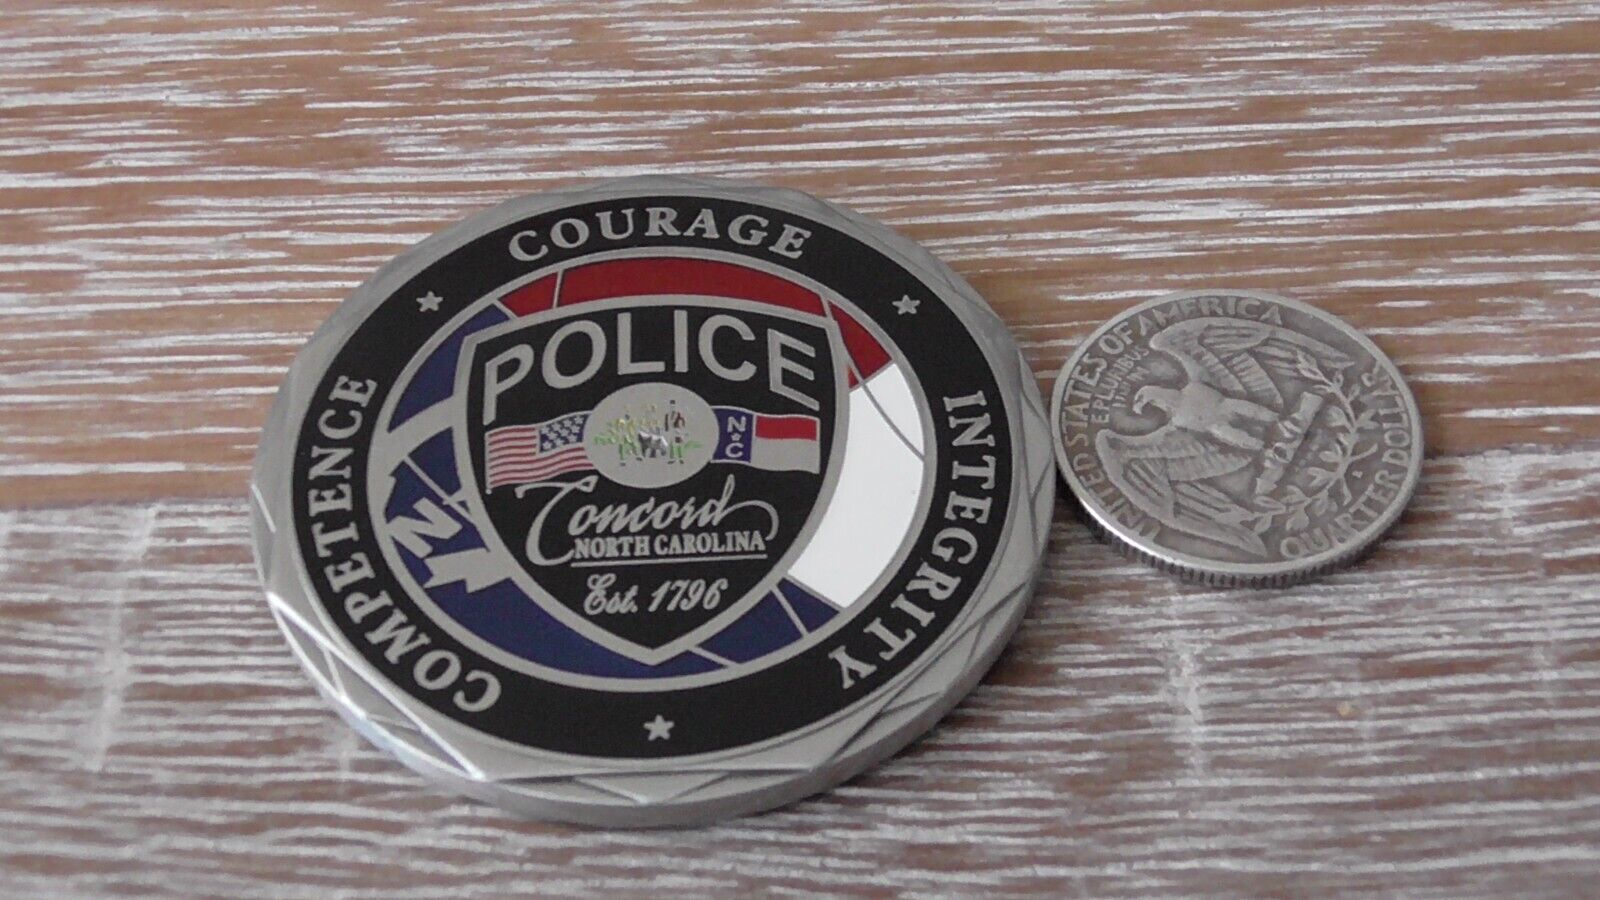 COURAGE
INTEGRITY
COMPETENCE
POLICE
N★C
Concord
NORTH CAROLINA
Est. 1796
N
UNITED STATES OF AMERICA
E PLURIBUS
UNUM
QUARTER DOLLAR